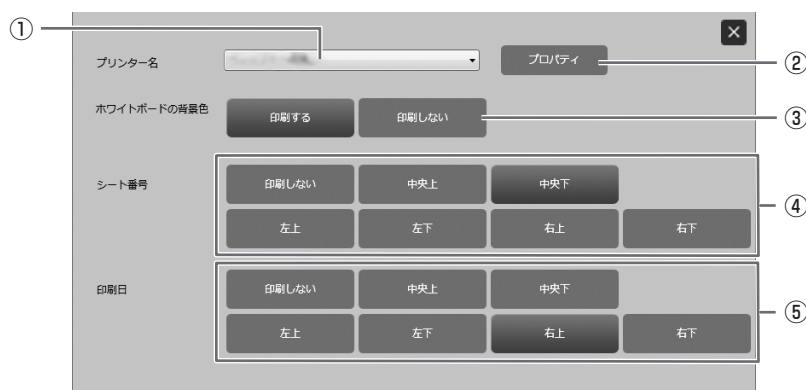 ①
プリンター名 プロパティ ②
ホワイトボードの背景色 印刷する 印刷しない ③
シート番号 印刷しない 中央上 中央下
左上 左下 右上 右下 ④
印刷日 印刷しない 中央上 中央下
左上 左下 右上 右下 ⑤